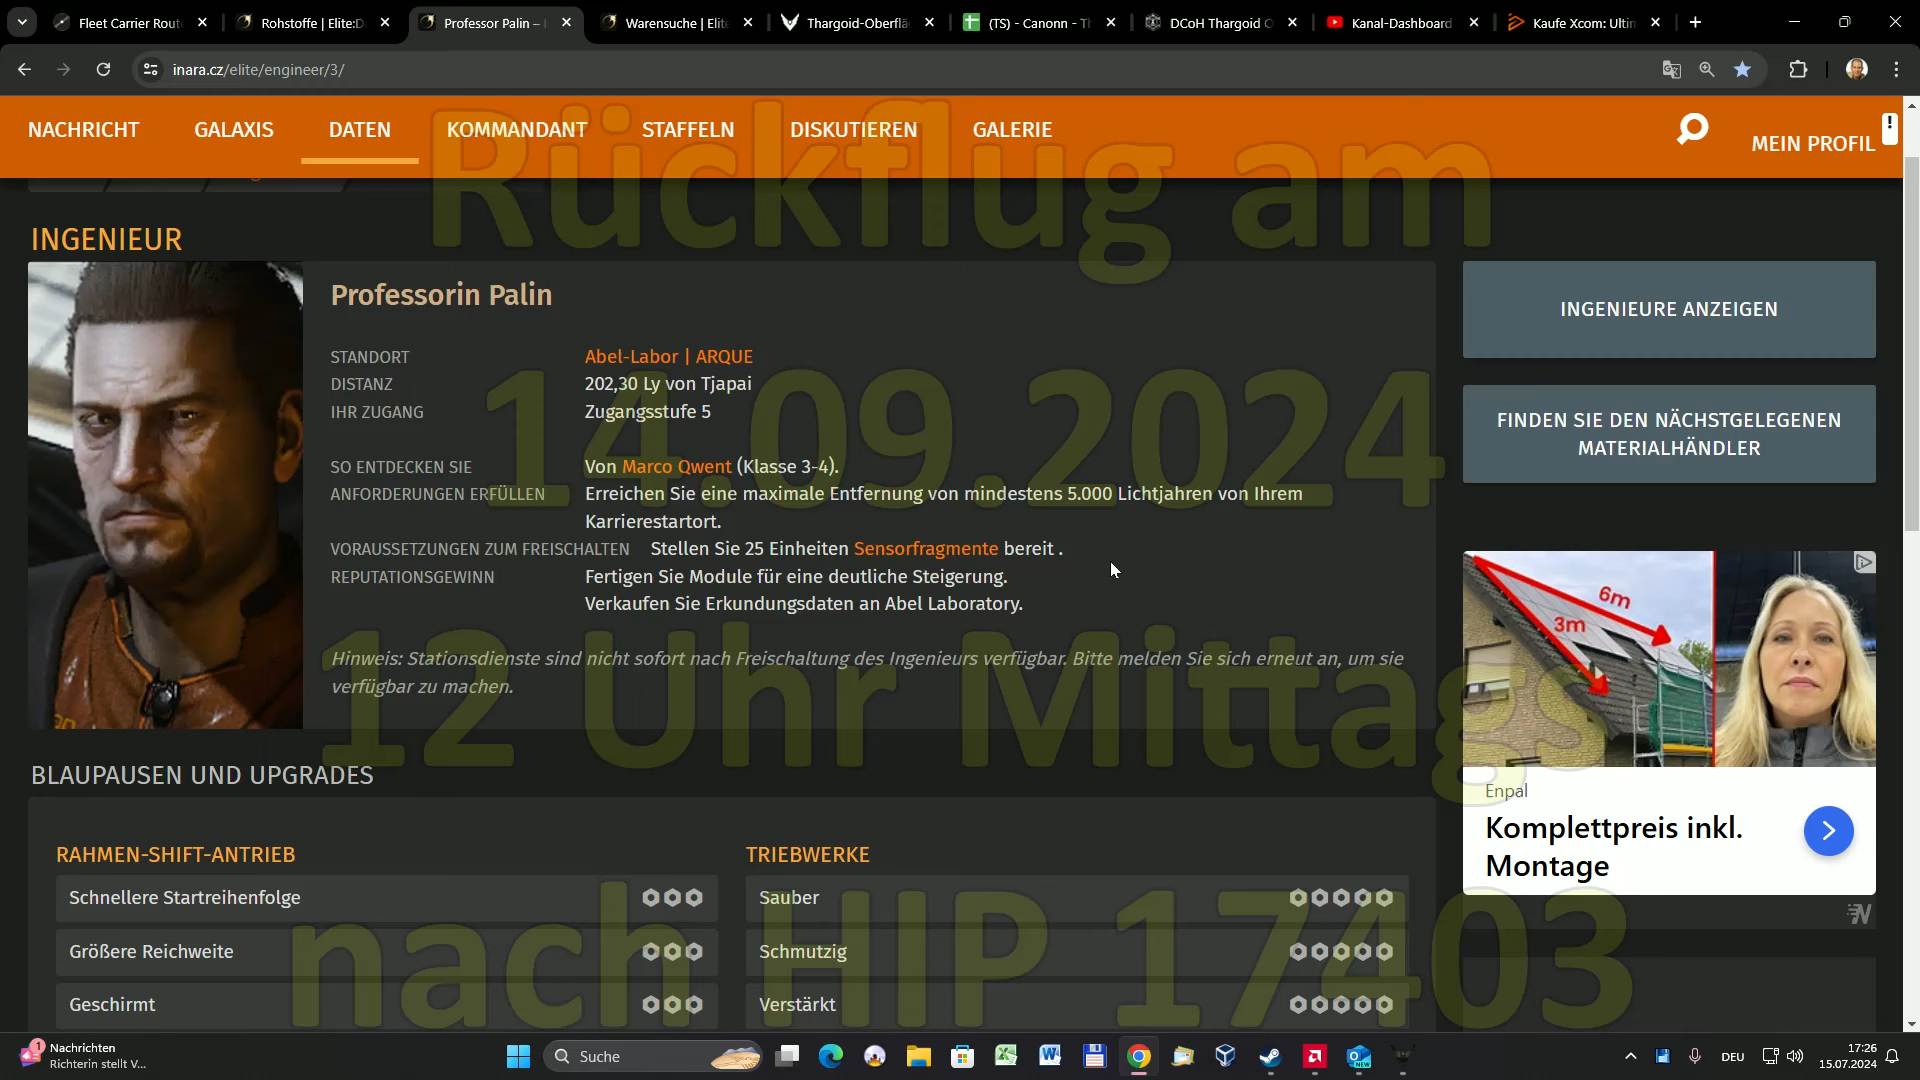 Fleet Carrier Rout
Rohstoffe | Elite:D
Professor Palin –
Warensuche | Elite
Thargoid-Oberflä
(TS) - Canonn - Th
DCoH Thargoid O
Kanal-Dashboard
Kaufe Xcom: Ultim
inara.cz/elite/engineer/3/
NACHRICHT
GALAXIS
DATEN
KOMMANDANT
STAFFELN
DISKUTIEREN
GALERIE
MEIN PROFIL
!
Rückflug am
14.09.2024
12 Uhr Mittags
nach HIP 17403
INGENIEUR
Professorin Palin
STANDORT Abel-Labor | ARQUE
DISTANZ 202,30 Ly von Tjapai
IHR ZUGANG Zugangsstufe 5
SO ENTDECKEN SIE Von Marco Qwent (Klasse 3-4).
ANFORDERUNGEN ERFÜLLEN Erreichen Sie eine maximale Entfernung von mindestens 5.000 Lichtjahren von Ihrem
Karrierestartort.
VORAUSSETZUNGEN ZUM FREISCHALTEN Stellen Sie 25 Einheiten Sensorfragmente bereit .
REPUTATIONSGEWINN Fertigen Sie Module für eine deutliche Steigerung.
Verkaufen Sie Erkundungsdaten an Abel Laboratory.
Hinweis: Stationsdienste sind nicht sofort nach Freischaltung des Ingenieurs verfügbar. Bitte melden Sie sich erneut an, um sie
verfügbar zu machen.
INGENIEURE ANZEIGEN
FINDEN SIE DEN NÄCHSTGELEGENEN
MATERIALHÄNDLER
6m
3m
Enpal
Komplettpreis inkl.
Montage
BLAUPAUSEN UND UPGRADES
RAHMEN-SHIFT-ANTRIEB
Schnellere Startreihenfolge
Größere Reichweite
Geschirmt
TRIEBWERKE
Sauber
Schmutzig
Verstärkt
1
Nachrichten
Richterin stellt V...
Suche
NEW
DEU
17:26
15.07.2024